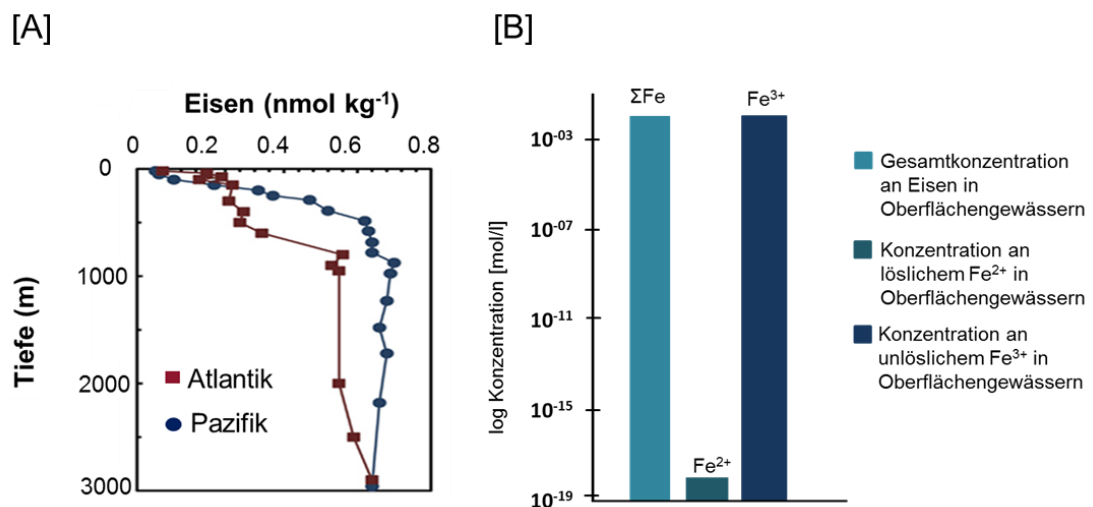 [A]
Eisen (nmol kg⁻¹)
0 0.2 0.4 0.6 0.8
0
1000
2000
3000
Tiefe (m)
Atlantik
Pazifik
[B]
log Konzentration [mol/l]
10⁻⁰³
10⁻⁰⁷
10⁻¹¹
10⁻¹⁵
10⁻¹⁹
ΣFe
Fe²⁺
Fe³⁺
Gesamtkonzentration
an Eisen in
Oberflächengewässern
Konzentration an
löslichem Fe²⁺ in
Oberflächengewässern
Konzentration an
unlöslichem Fe³⁺ in
Oberflächengewässern